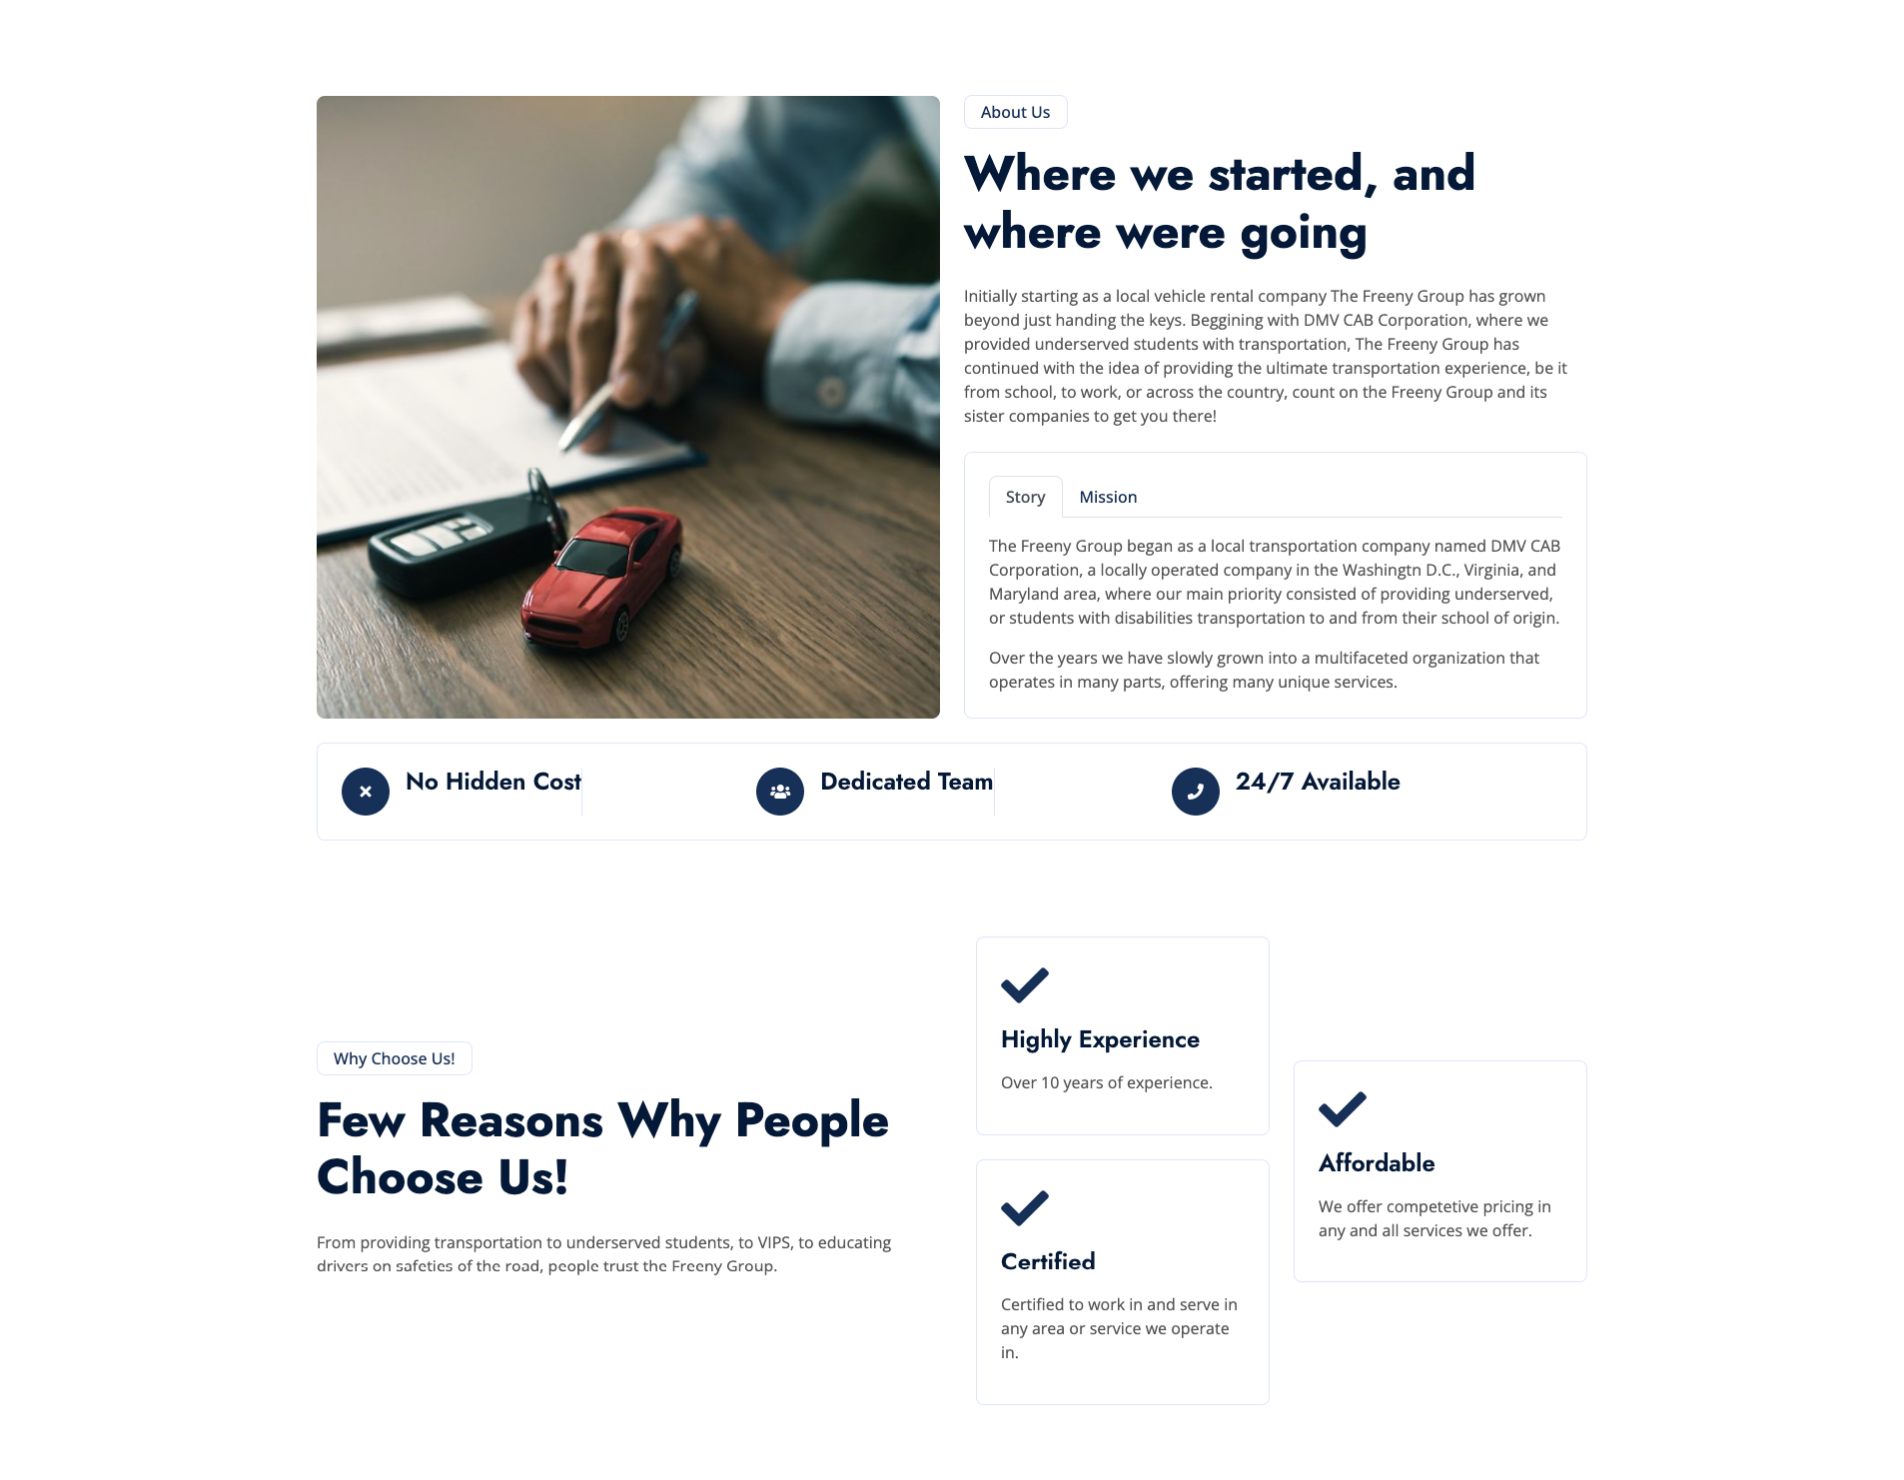 About Us
Where we started, and
where were going
Initially starting as a local vehicle rental company The Freeny Group has grown
beyond just handing the keys. Beggining with DMV CAB Corporation, where we
provided underserved students with transportation, The Freeny Group has
continued with the idea of providing the ultimate transportation experience, be it
from school, to work, or across the country, count on the Freeny Group and its
sister companies to get you there!
Story Mission
The Freeny Group began as a local transportation company named DMV CAB
Corporation, a locally operated company in the Washingtn D.C., Virginia, and
Maryland area, where our main priority consisted of providing underserved,
or students with disabilities transportation to and from their school of origin.
Over the years we have slowly grown into a multifaceted organization that
operates in many parts, offering many unique services.
No Hidden Cost
Dedicated Team
24/7 Available
Why Choose Us!
Few Reasons Why People
Choose Us!
From providing transportation to underserved students, to VIPS, to educating
drivers on safeties of the road, people trust the Freeny Group.
Highly Experience
Over 10 years of experience.
Certified
Certified to work in and serve in
any area or service we operate
in.
Affordable
We offer competetive pricing in
any and all services we offer.